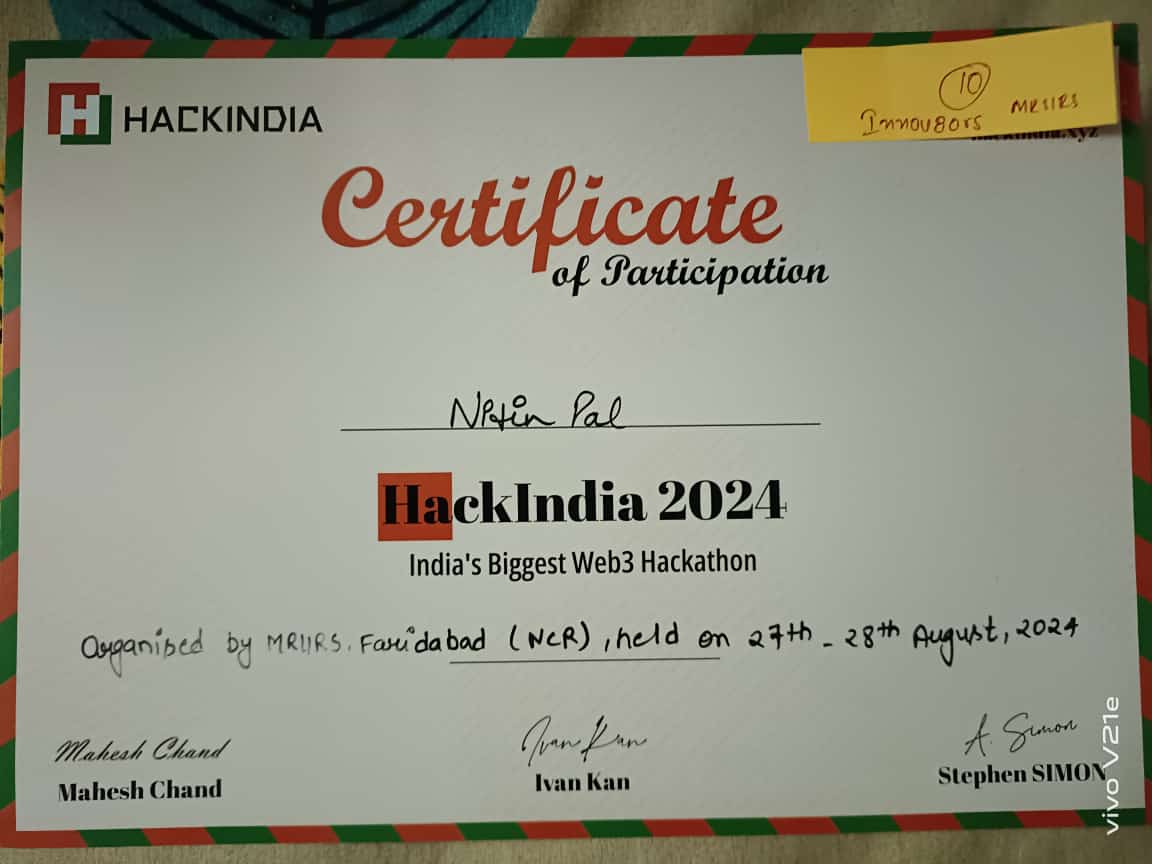 HACKINDIA
10
Innov8ors MRIIRS
Certificate
of Participation
Nitin Pal
HackIndia 2024
India's Biggest Web3 Hackathon
Organised by MRIIRS, Faridabad (NCR), held on 27th - 28th August, 2024
Mahesh Chand
Ivan Kan
A. Simon
Mahesh Chand
Ivan Kan
Stephen SIMON
vivo V21e